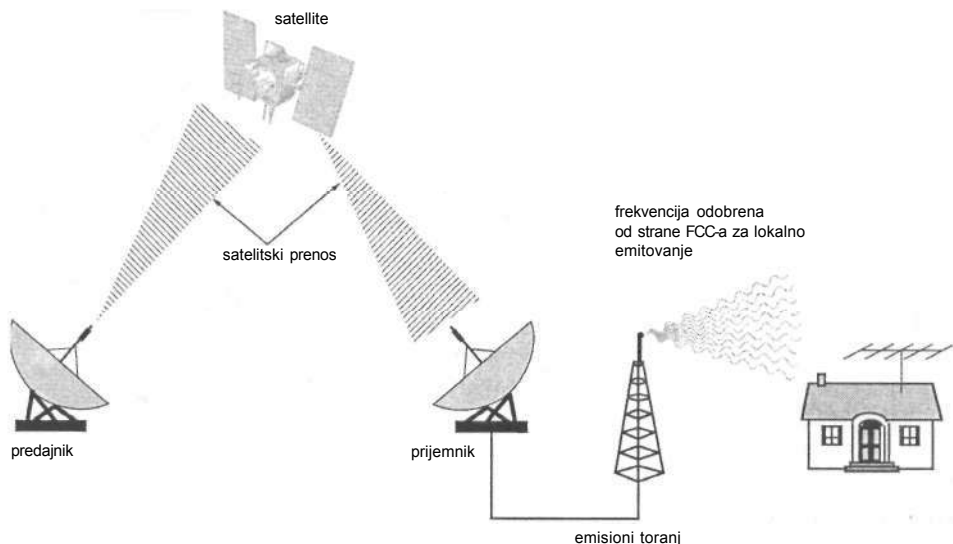 satellite
frekvencija odobrena
od strane FCC-a za lokalno
emitovanje
satelitski prenos
predajnik
prijemnik
emisioni toranj